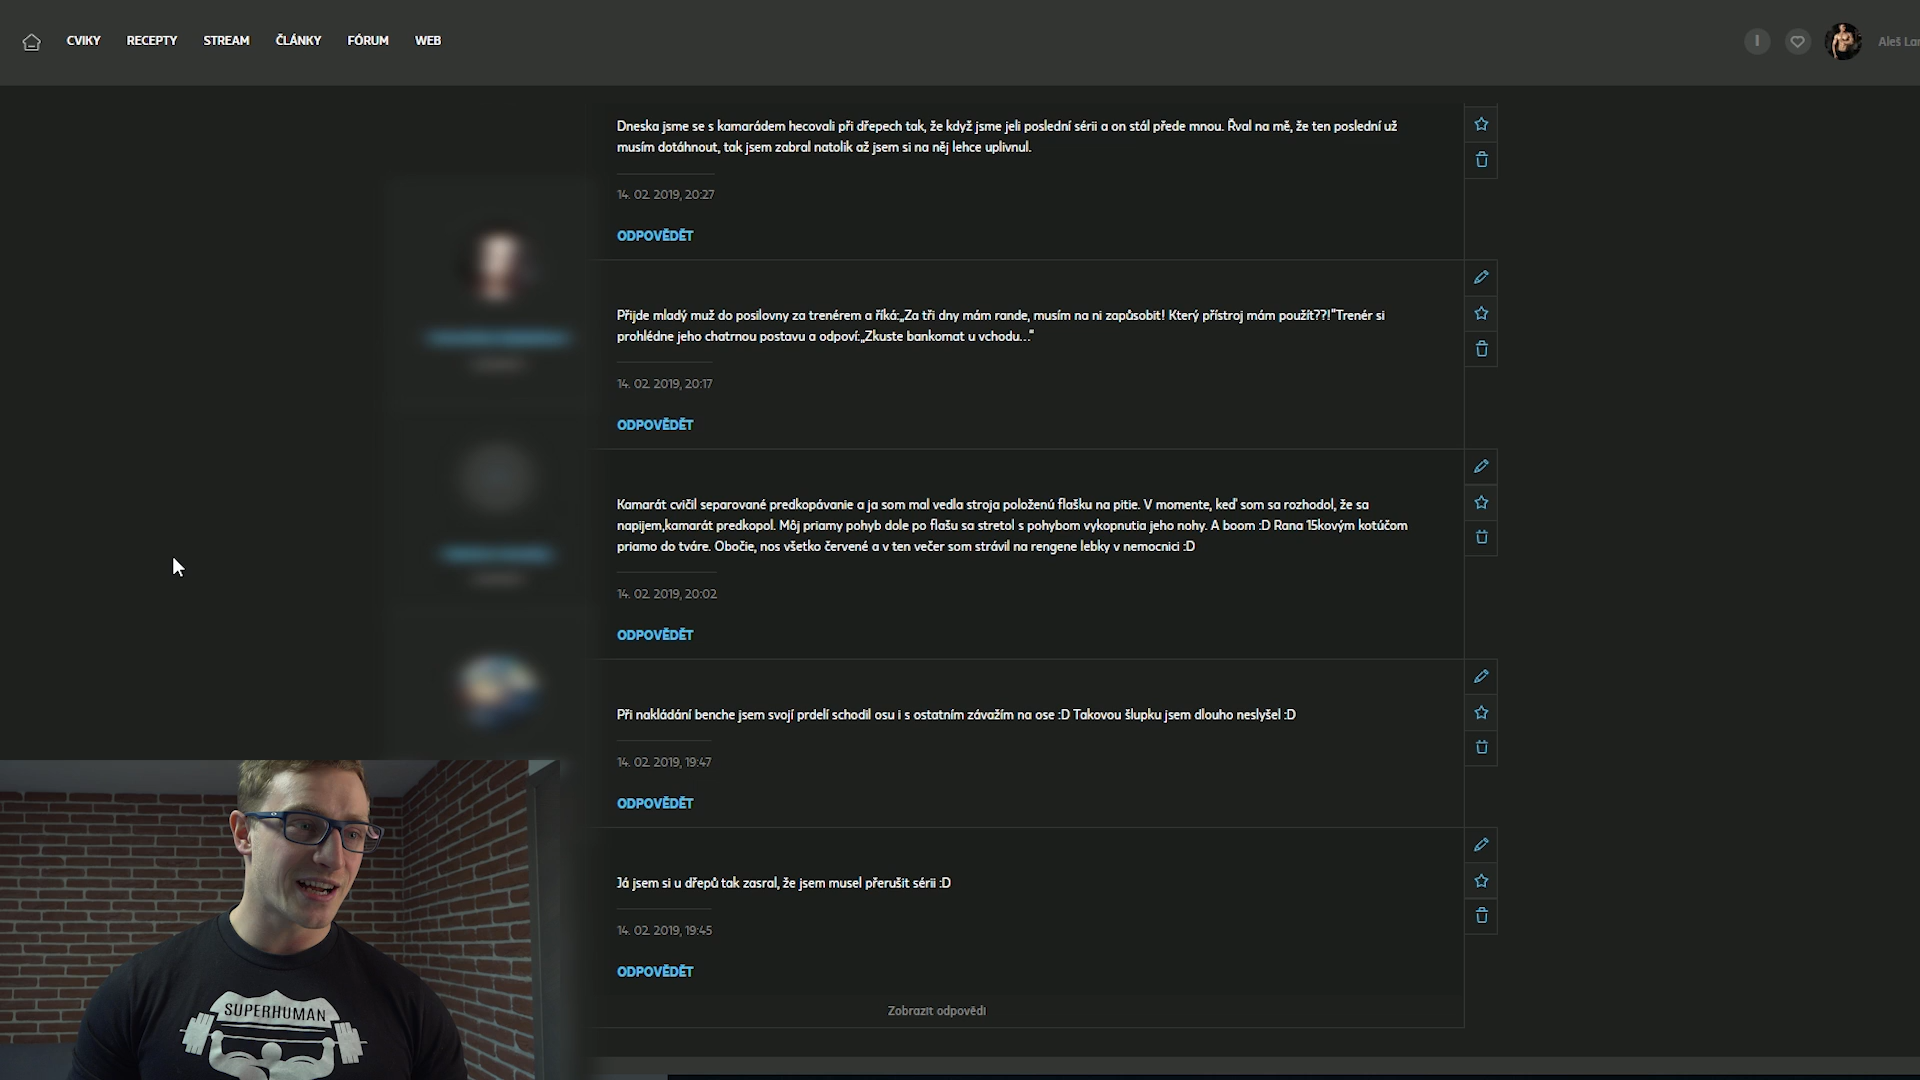 CVIKY RECEPTY STREAM ČLÁNKY FÓRUM WEB
Aleš
Dneska jsme se s kamarádem hecovali při dřepech tak, že když jsme jeli poslední sérii a on stál přede mnou. Řval na mě, že ten poslední už
musím dotáhnout, tak jsem zabral natolik až jsem si na něj lehce uplivnul.
14. 02. 2019, 20:27
ODPOVĚDĚT
Přijde mladý muž do posilovny za trenérem a říká:„Za tři dny mám rande, musím na ni zapůsobit! Který přístroj mám použít??!"Trenér si
prohlédne jeho chatrnou postavu a odpoví:„Zkuste bankomat u vchodu..."
14. 02. 2019, 20:17
ODPOVĚDĚT
Kamarát cvičil separované predkopávanie a ja som mal vedla stroja položenú flašku na pitie. V momente, keď som sa rozhodol, že sa
napijem,kamarát predkopol. Môj priamy pohyb dole po flašu sa stretol s pohybom vykopnutia jeho nohy. A boom :D Rana 15kovým kotúčom
priamo do tváre. Obočie, nos všetko červené a v ten večer som strávil na rengene lebky v nemocnici :D
14. 02. 2019, 20:02
ODPOVĚDĚT
Při nakládání benche jsem svojí prdelí schodil osu i s ostatním závažím na ose :D Takovou šlupku jsem dlouho neslyšel :D
14. 02. 2019, 19:47
ODPOVĚDĚT
Já jsem si u dřepů tak zasral, že jsem musel přerušit sérii :D
14. 02. 2019, 19:45
ODPOVĚDĚT
Zobrazit odpovědi
SUPERHUMAN